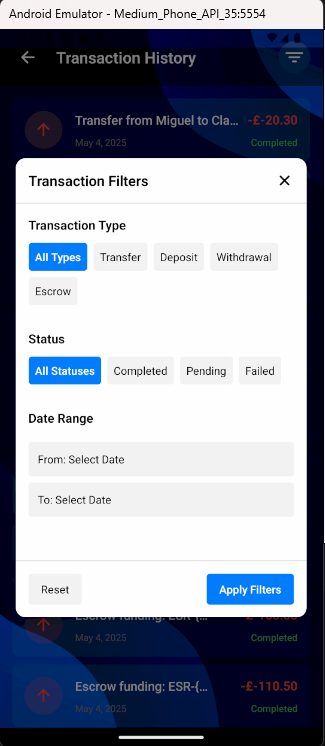 Android Emulator - Medium_Phone_API_35:5554
Transaction History
Transfer from Miguel to Cla... -£-20.30
May 4, 2025 Completed
Transaction Filters
Transaction Type
All Types Transfer Deposit Withdrawal
Escrow
Status
All Statuses Completed Pending Failed
Date Range
From: Select Date
To: Select Date
Reset Apply Filters
Escrow funding: ESR-{...
May 4, 2025 Completed
Escrow funding: ESR-{... -£-110.50
May 4, 2025 Completed